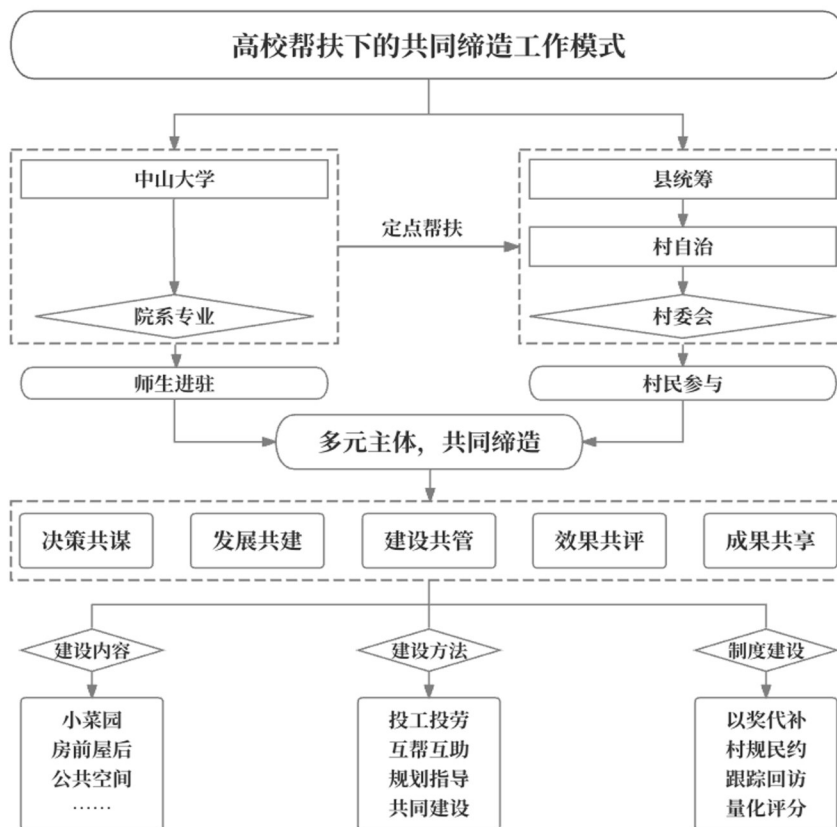 高校帮扶下的共同缔造工作模式
中山大学
县统筹
定点帮扶
村自治
院系专业
村委会
师生进驻
村民参与
多元主体，共同缔造
决策共谋
发展共建
建设共管
效果共评
成果共享
建设内容
建设方法
制度建设
小菜园
房前屋后
公共空间
……
投工投劳
互帮互助
规划指导
共同建设
以奖代补
村规民约
跟踪回访
量化评分